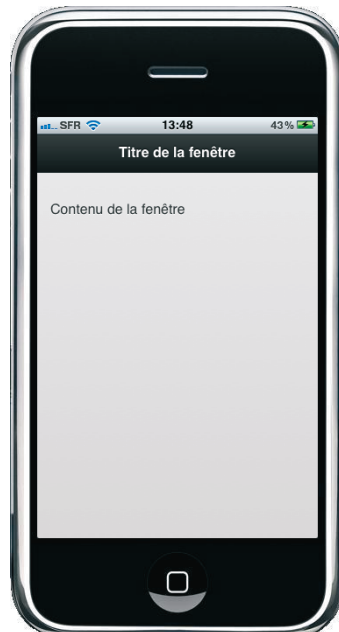 SFR 13:48 43 %
Titre de la fenêtre
Contenu de la fenêtre